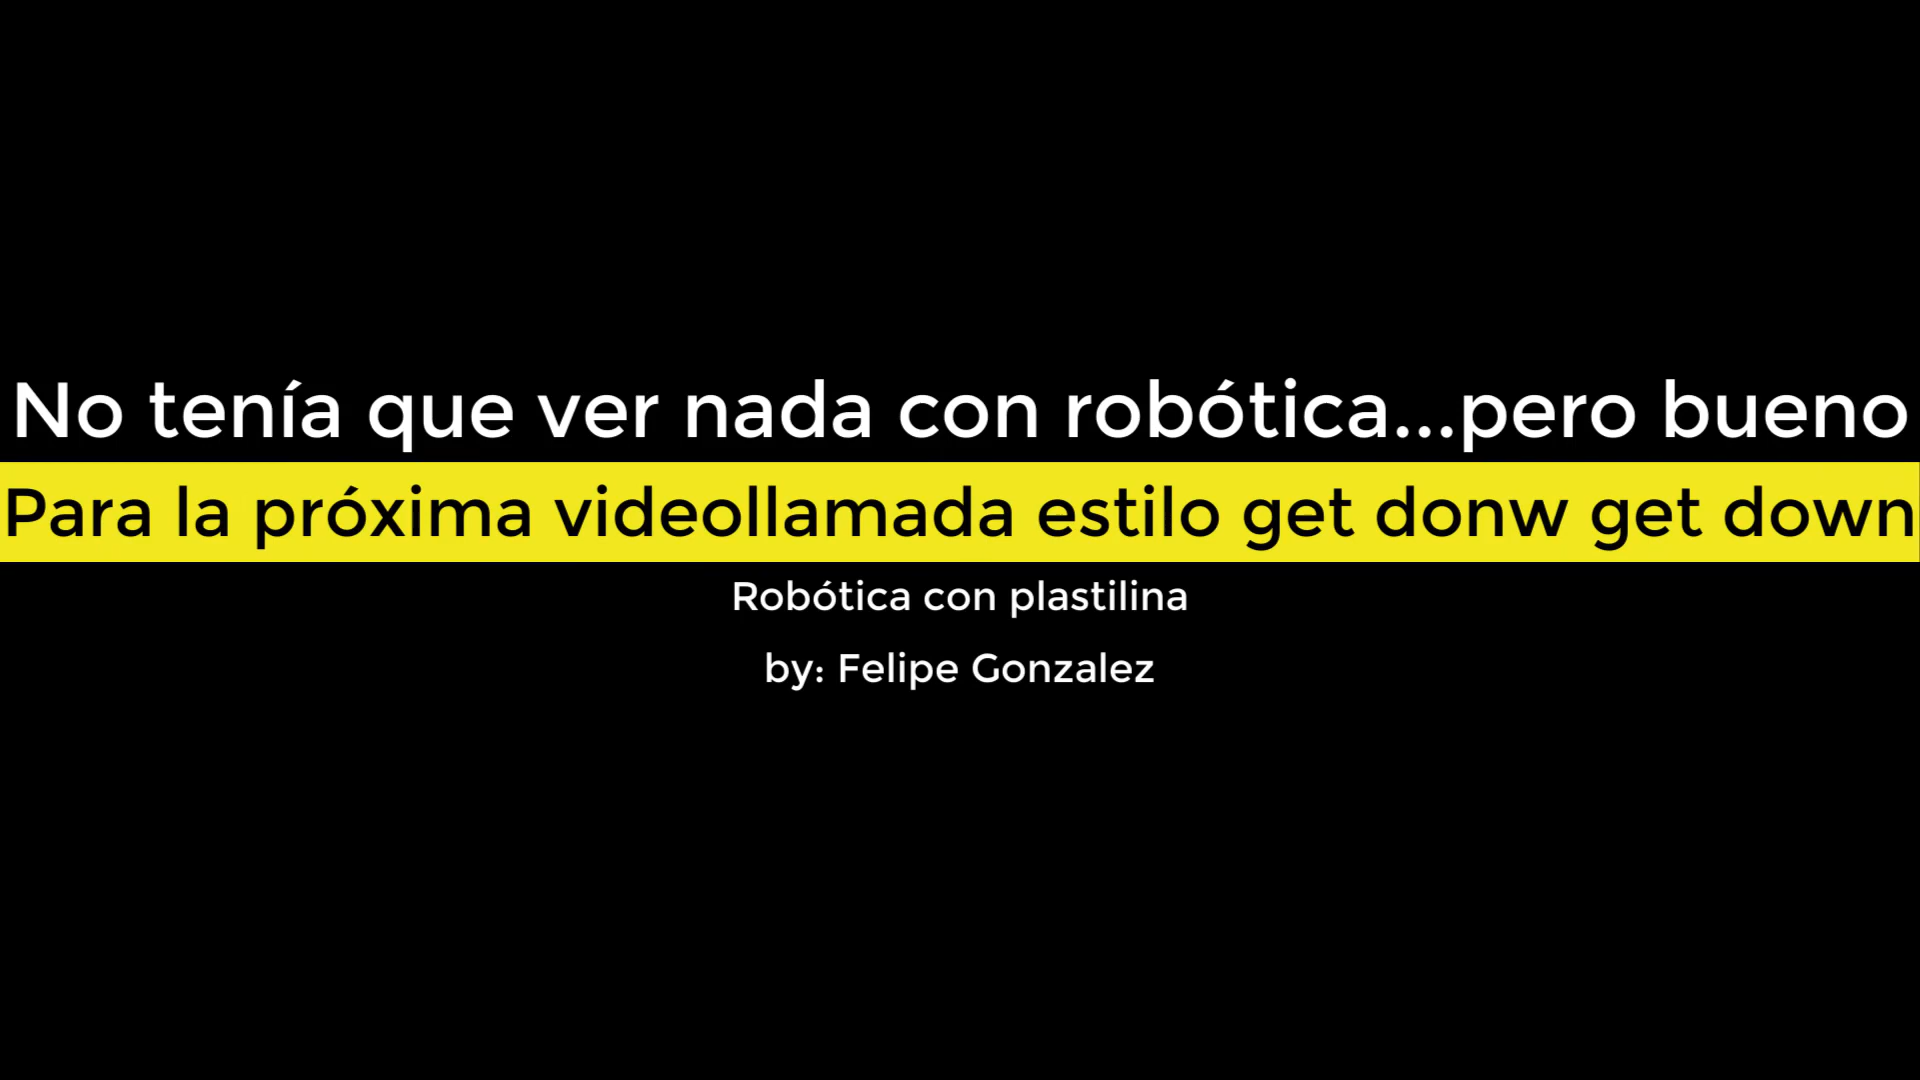 No tenía que ver nada con robótica...pero bueno
Para la próxima videollamada estilo get donw get down
Robótica con plastilina
by: Felipe Gonzalez